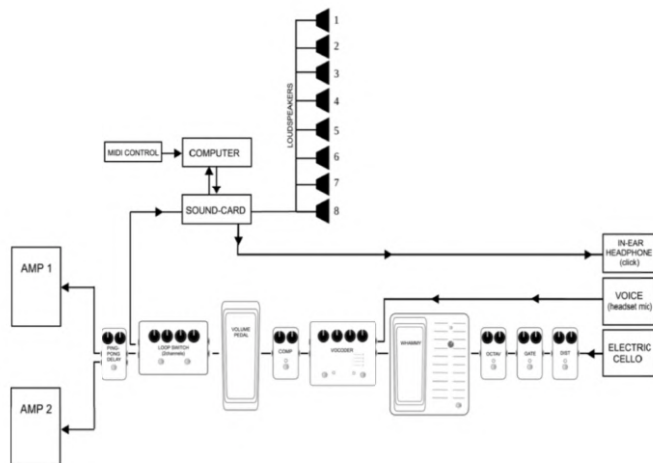 1
2
3
4
5
6
7
8
LOUDSPEAKERS
MIDI CONTROL
COMPUTER
SOUND-CARD
IN-EAR
HEADPHONE
(click)
AMP 1
VOICE
(headset mic)
PING-
PONG
DELAY
LOOP SWITCH
(2channels)
VOLUME
PEDAL
COMP
VOCODER
WHAMMY
OCTAV
GATE
DIST
ELECTRIC
CELLO
AMP 2